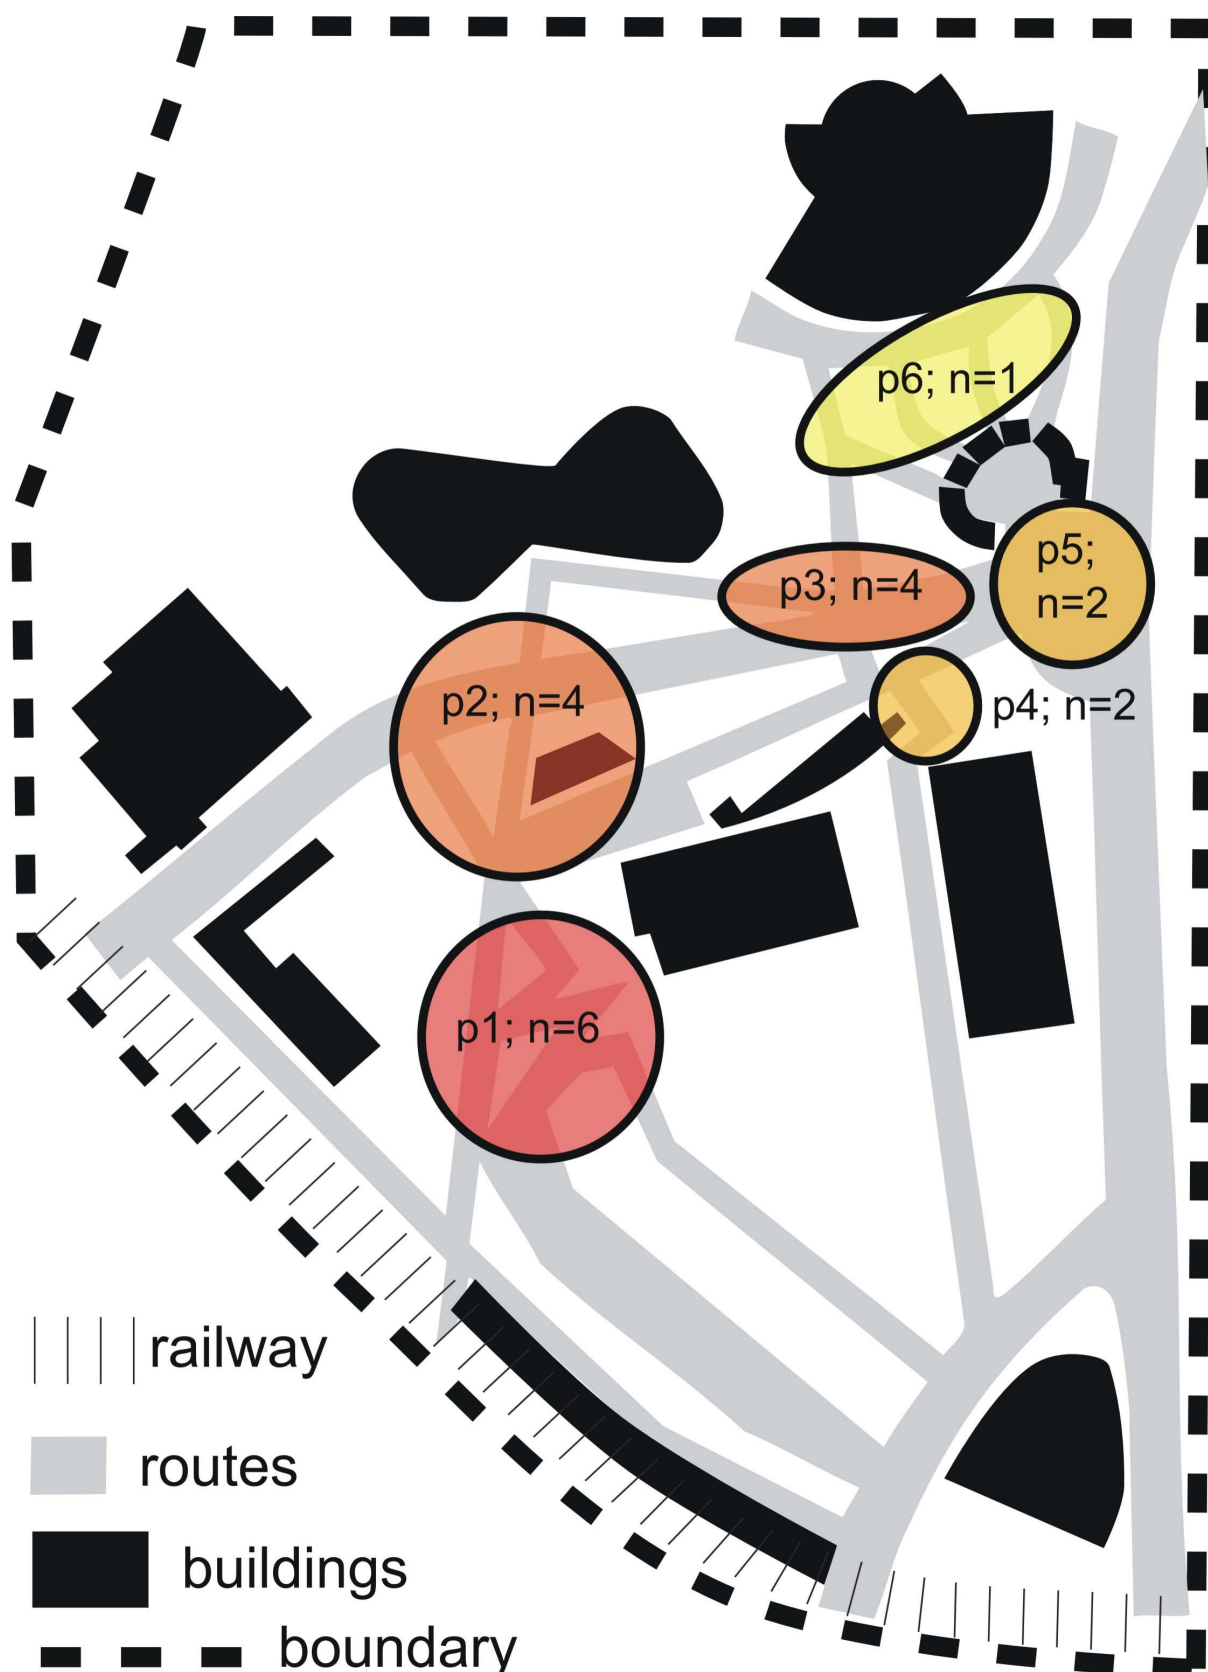 p6; n=1
p5;
n=2
p3; n=4
p2; n=4
p4; n=2
p1; n=6
railway
routes
buildings
boundary